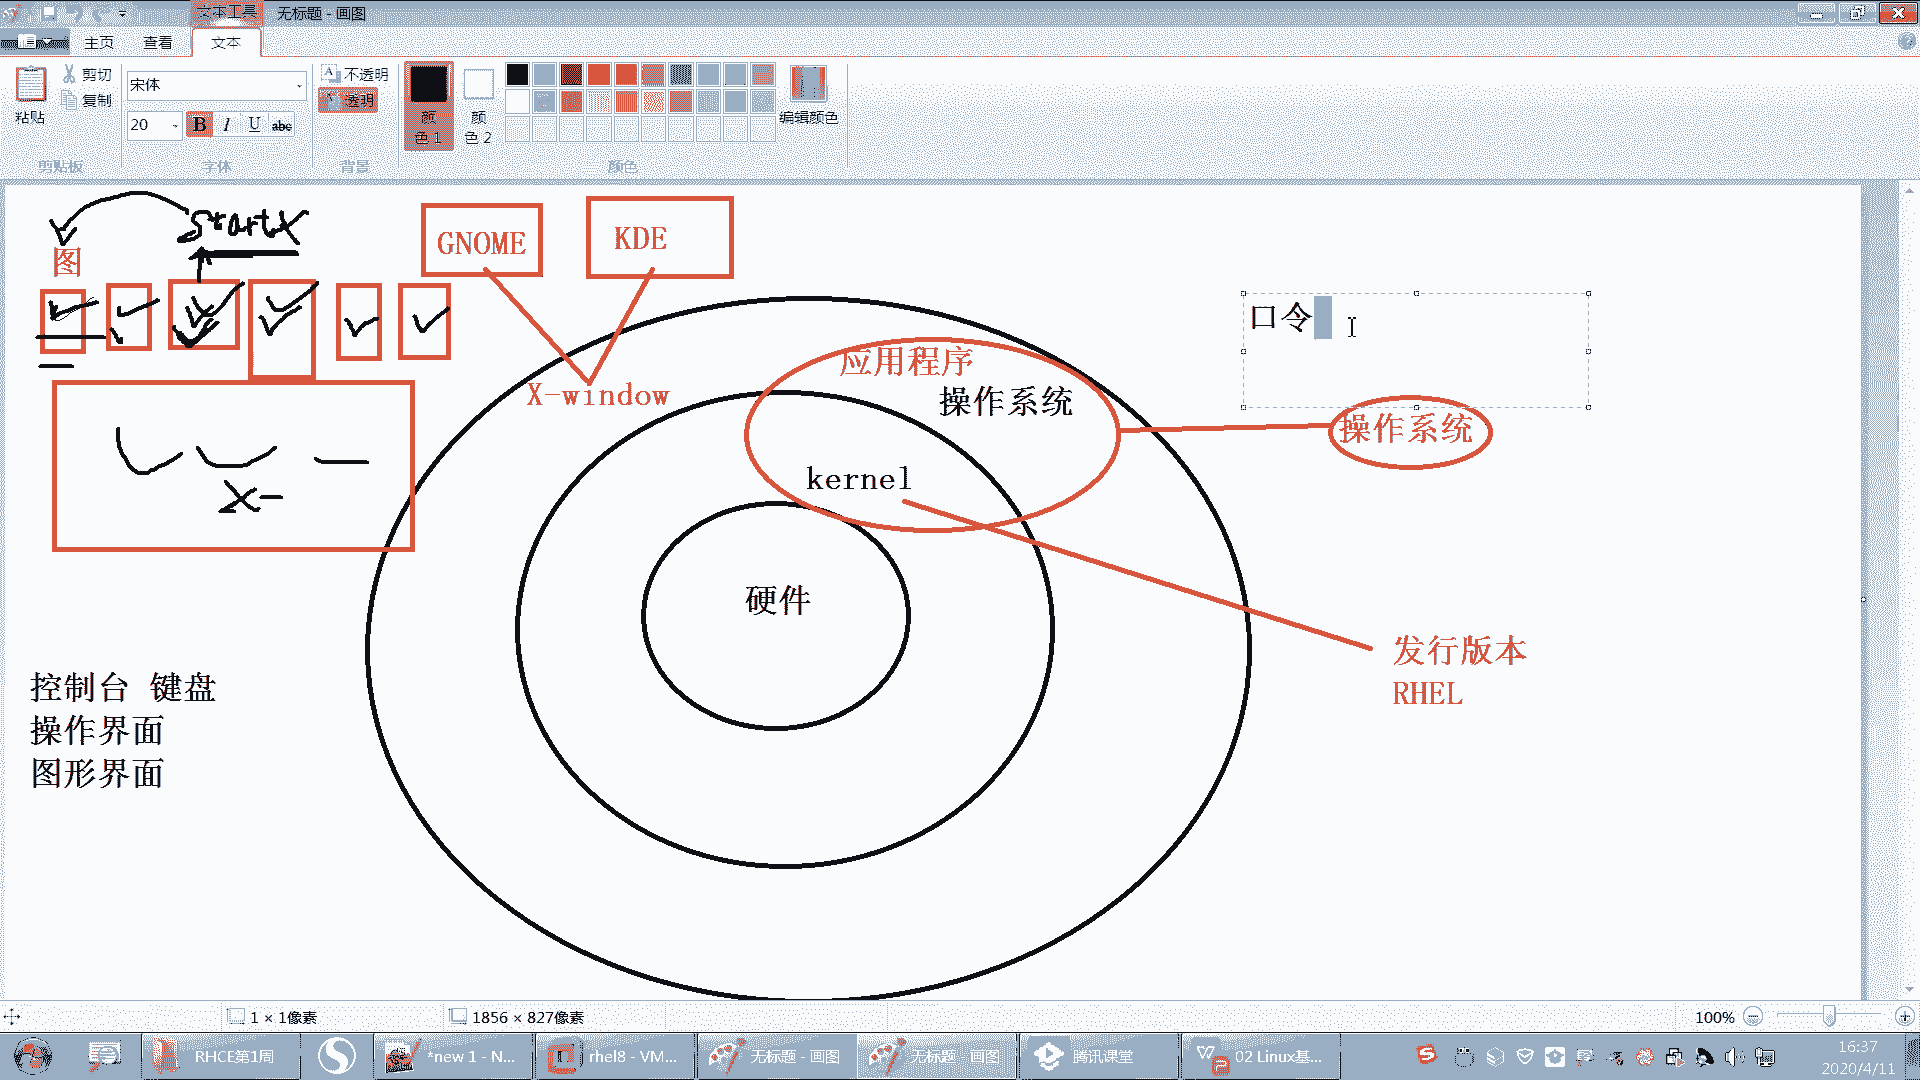 文本工具 无标题 - 画图
主页 查看 文本
粘贴 剪切 复制
宋体
20 B I U abc
不透明
透明
颜色 1 颜色 2
编辑颜色
剪贴板 字体 背景 颜色
startx
图
GNOME KDE
口令
应用程序
操作系统
X-window
操作系统
kernel
X-
硬件
发行版本
RHEL
控制台 键盘
操作界面
图形界面
1 × 1像素 1856 × 827像素 100%
RHCE第1周 *new 1 - N... rhel8 - VM... 无标题 - 画图 无标题 - 画图 腾讯课堂 02 Linux基...
16:37
2020/4/11